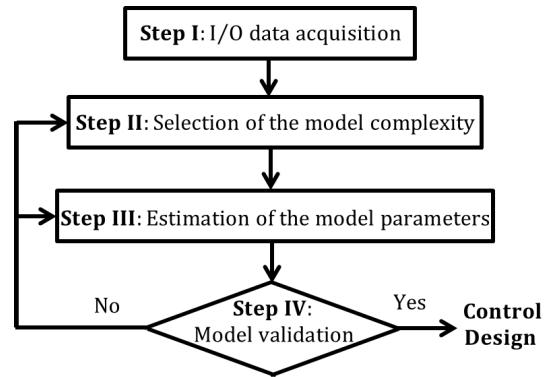 Step I: I/O data acquisition
Step II: Selection of the model complexity
Step III: Estimation of the model parameters
No
Step IV:
Model validation
Yes
Control
Design